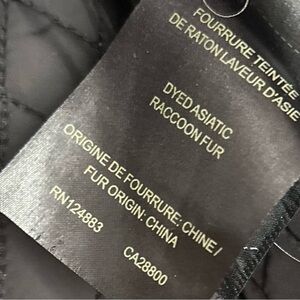 FOURRURE TEINTÉE
DE RATON LAVEUR D'ASIE
DYED ASIATIC
RACCOON FUR
ORIGINE DE FOURRURE: CHINE /
FUR ORIGIN: CHINA
RN124883 CA28800